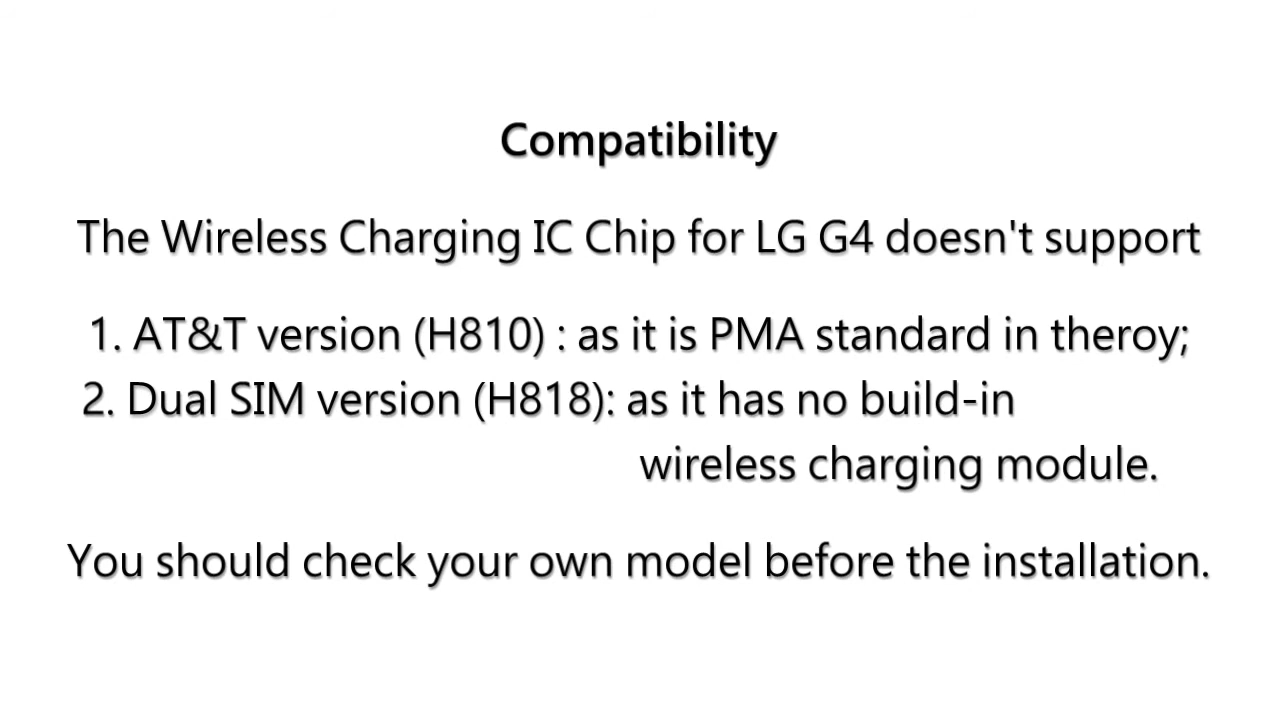 Compatibility
The Wireless Charging IC Chip for LG G4 doesn't support
1. AT&T version (H810) : as it is PMA standard in theroy;
2. Dual SIM version (H818): as it has no build-in
wireless charging module.
You should check your own model before the installation.